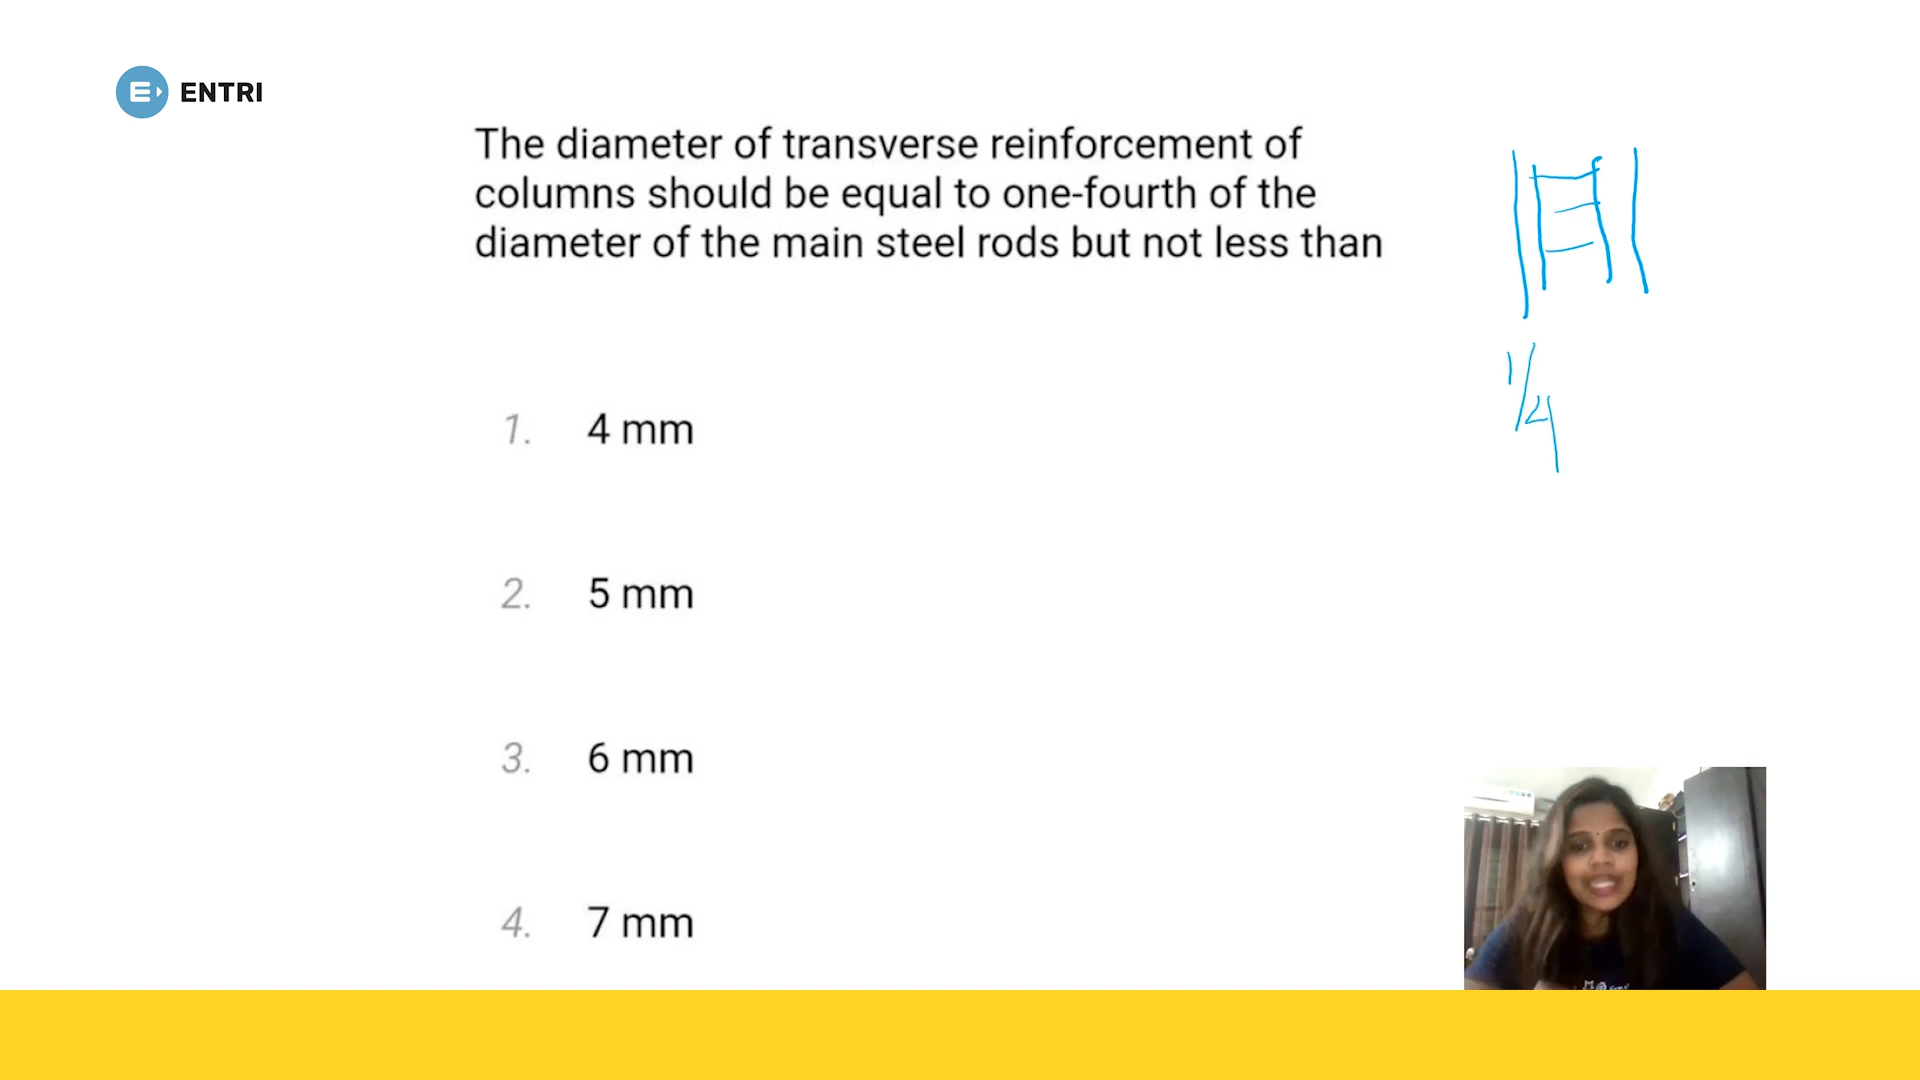 ENTRI
The diameter of transverse reinforcement of
columns should be equal to one-fourth of the
diameter of the main steel rods but not less than
1/4
1. 4 mm
2. 5 mm
3. 6 mm
4. 7 mm